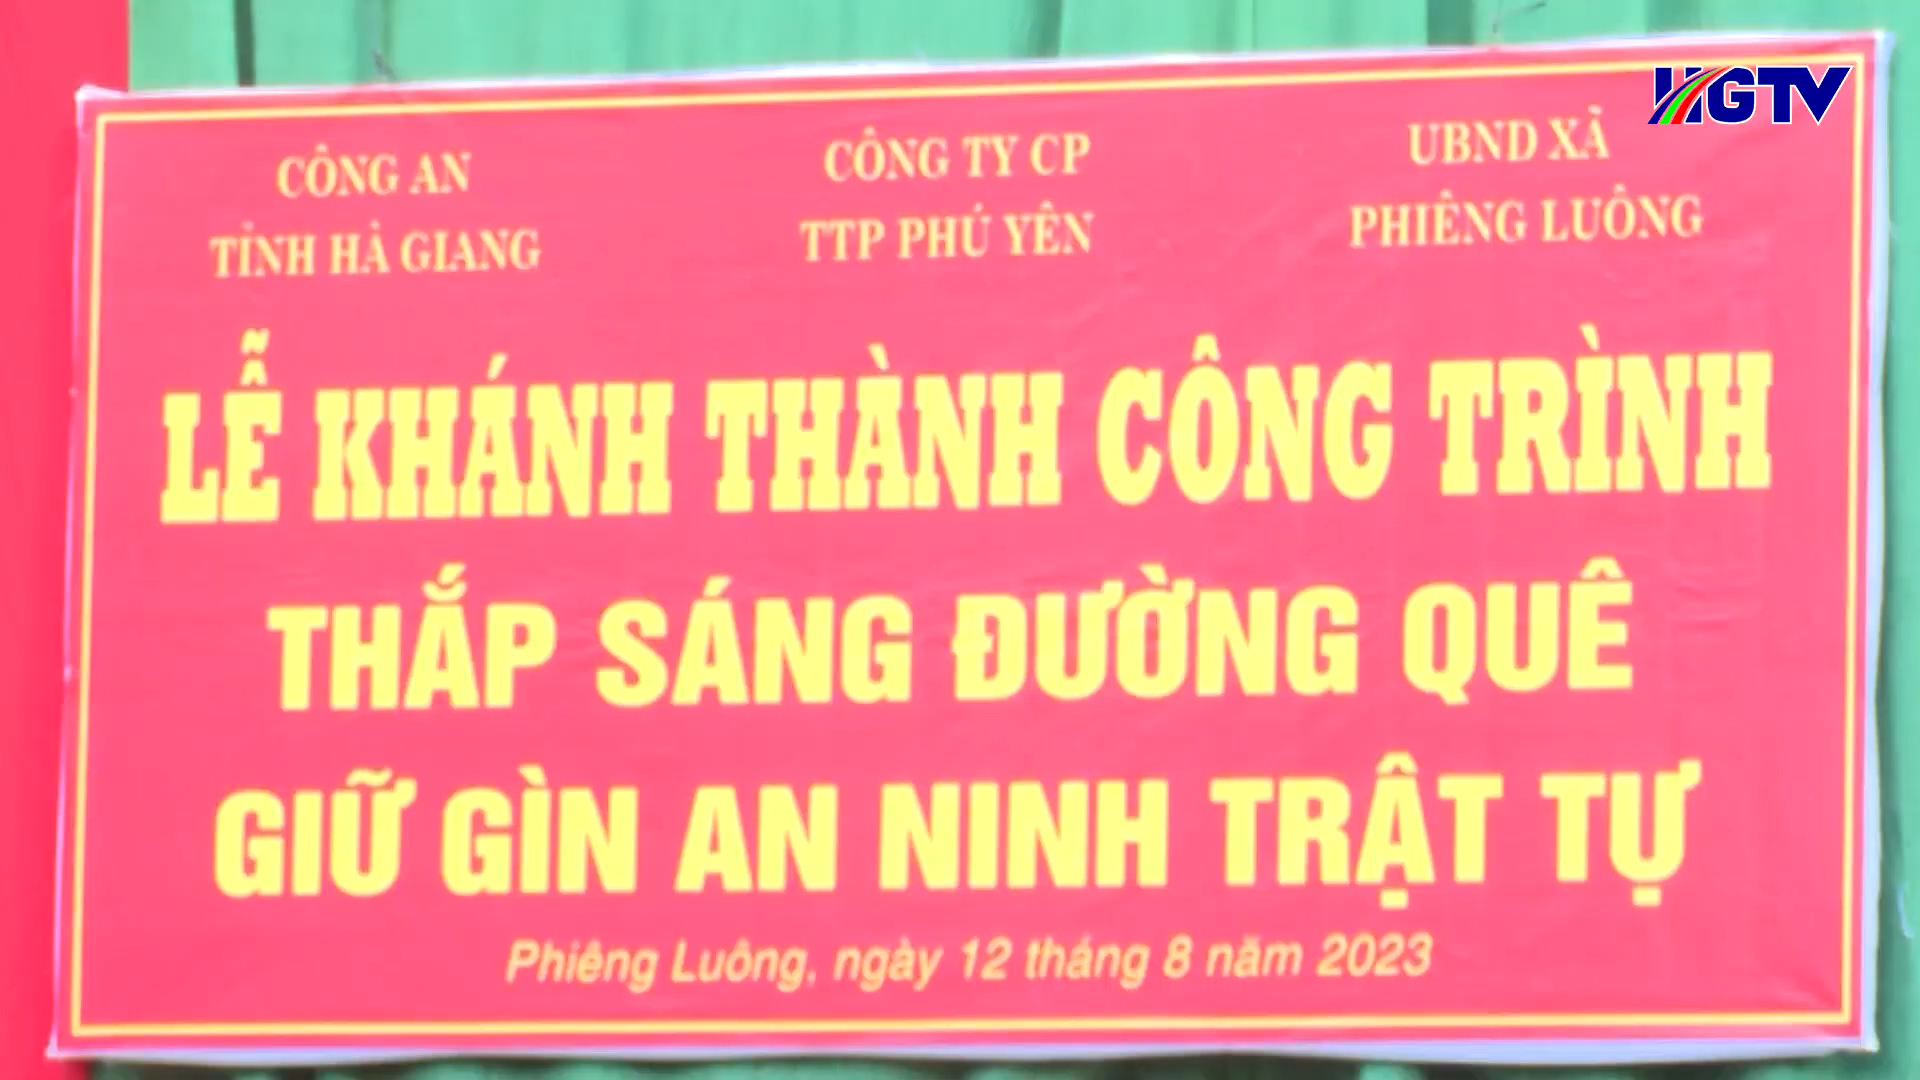 HGTV
CÔNG AN
TỈNH HÀ GIANG
CÔNG TY CP
TTP PHÚ YÊN
UBND XÃ
PHIÊNG LUÔNG
LỄ KHÁNH THÀNH CÔNG TRÌNH
THẮP SÁNG ĐƯỜNG QUÊ
GIỮ GÌN AN NINH TRẬT TỰ
Phiêng Luông, ngày 12 tháng 8 năm 2023